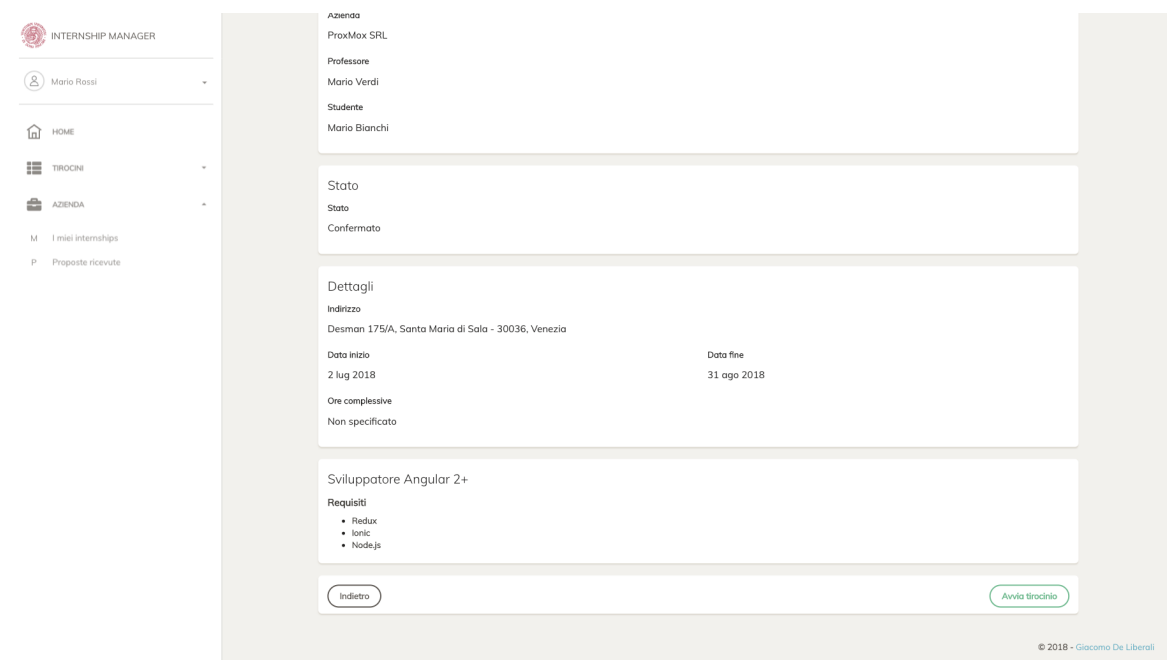 INTERNSHIP MANAGER
Mario Rossi
HOME
TIROCINI
AZIENDA
M I miei internships
P Proposte ricevute
Azienda
ProxMox SRL
Professore
Mario Verdi
Studente
Mario Bianchi
Stato
Stato
Confermato
Dettagli
Indirizzo
Desman 175/A, Santa Maria di Sala - 30036, Venezia
Data inizio Data fine
2 lug 2018 31 ago 2018
Ore complessive
Non specificato
Sviluppatore Angular 2+
Requisiti
• Redux
• Ionic
• Node.js
Indietro Avvia tirocinio
© 2018 - Giacomo De Liberali